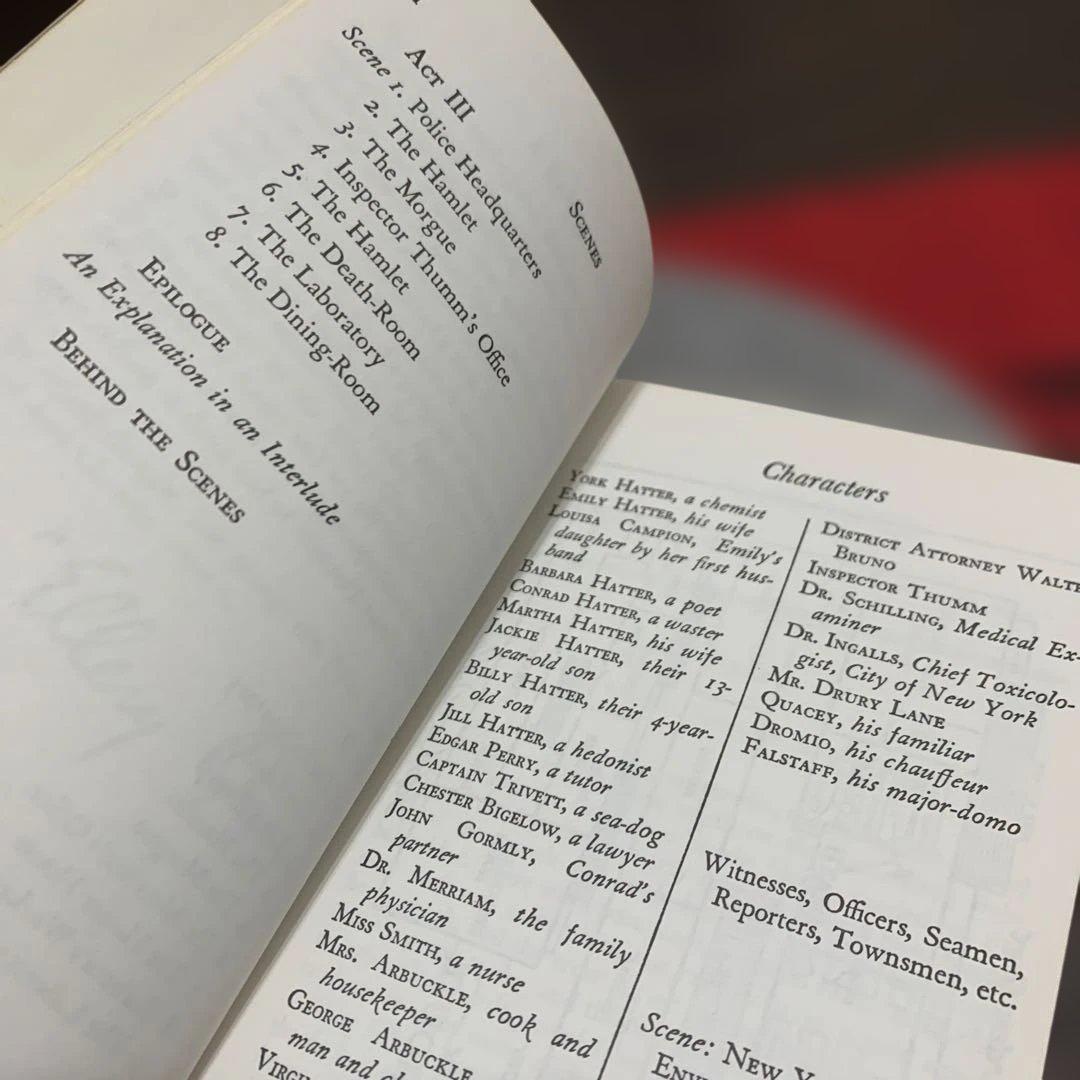 ACT III
Scene 1. Police Headquarters
2. The Hamlet
3. The Morgue
4. Inspector Thumm's Office
5. The Hamlet
6. The Death-Room
7. The Laboratory
8. The Dining-Room
EPILOGUE
An Explanation in an Interlude
BEHIND THE SCENES
SCENES
Characters
YORK HATTER, a chemist
EMILY HATTER, his wife
LOUISA CAMPION, Emily's
daughter by her first hus-
band
BARBARA HATTER, a poet
CONRAD HATTER, a waster
MARTHA HATTER, his wife
JACKIE HATTER, their 13-
year-old son
BILLY HATTER, their 4-year-
old son
JILL HATTER, a hedonist
EDGAR PERRY, a tutor
CAPTAIN TRIVETT, a sea-dog
CHESTER BIGELOW, a lawyer
JOHN GORMLY, Conrad's
partner
DR. MERRIAM, the family
physician
MISS SMITH, a nurse
MRS. ARBUCKLE, cook and
housekeeper
GEORGE ARBUCKLE,
man and
DISTRICT ATTORNEY
BRUNO
INSPECTOR THUMM
DR. SCHILLING, Medical Ex-
aminer
DR. INGALLS, Chief Toxicolo-
gist, City of New York
MR. DRURY LANE
QUACEY, his familiar
DROMIO, his chauffeur
FALSTAFF, his major-domo
Witnesses, Officers, Seamen,
Reporters, Townsmen, etc.
Scene: NEW